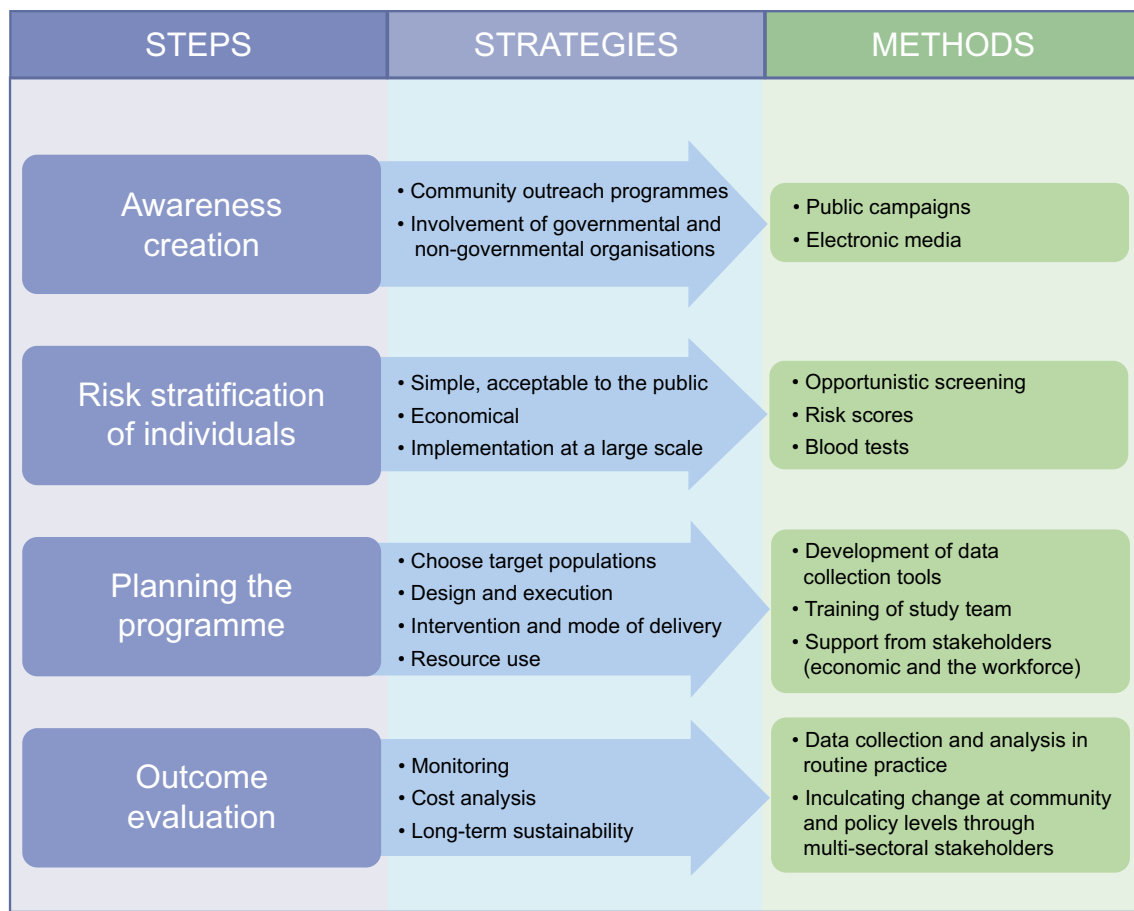 STEPS
STRATEGIES
METHODS
Awareness
creation
• Community outreach programmes
• Involvement of governmental and
non-governmental organisations
• Public campaigns
• Electronic media
Risk stratification
of individuals
• Simple, acceptable to the public
• Economical
• Implementation at a large scale
• Opportunistic screening
• Risk scores
• Blood tests
Planning the
programme
• Choose target populations
• Design and execution
• Intervention and mode of delivery
• Resource use
• Development of data
collection tools
• Training of study team
• Support from stakeholders
(economic and the workforce)
Outcome
evaluation
• Monitoring
• Cost analysis
• Long-term sustainability
• Data collection and analysis in
routine practice
• Inculcating change at community
and policy levels through
multi-sectoral stakeholders